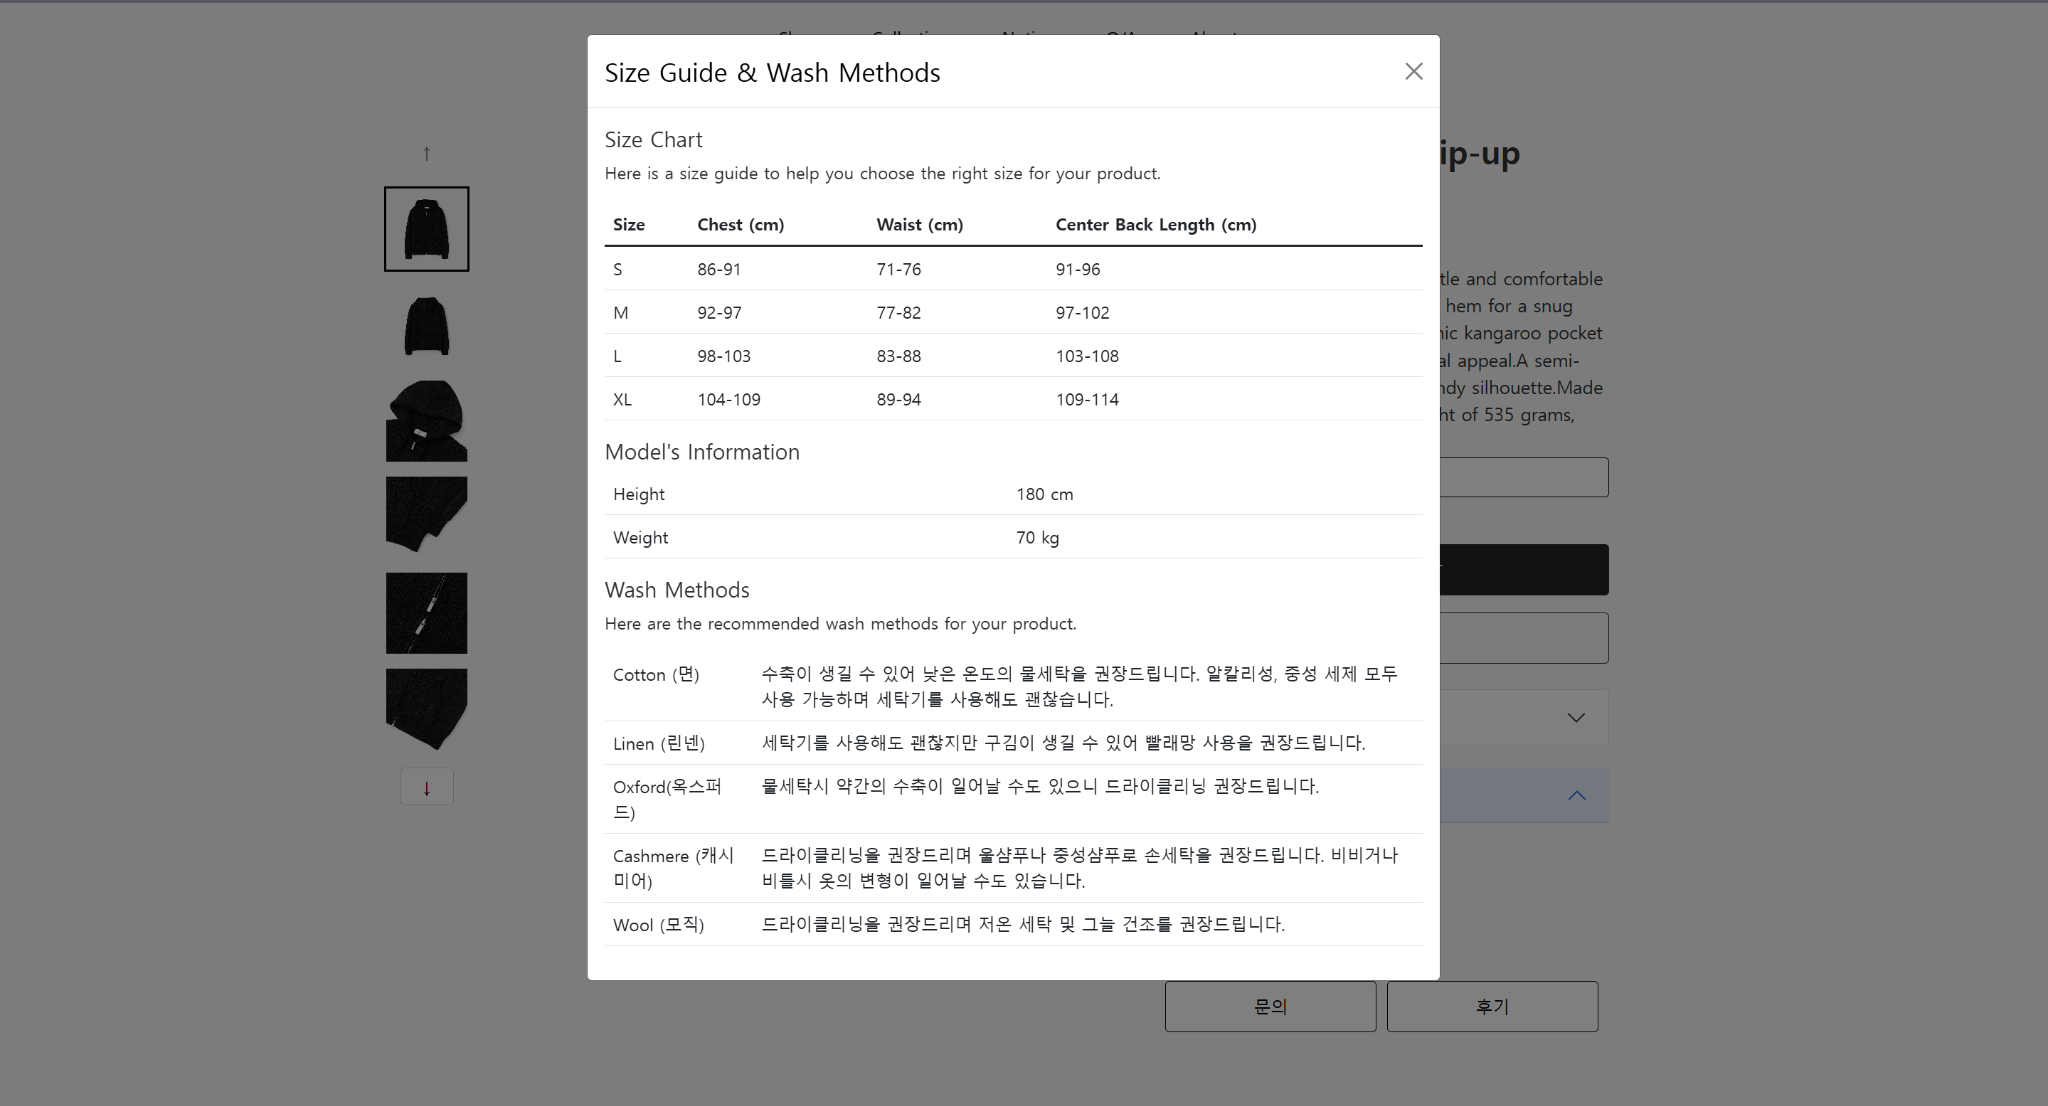 Size Guide & Wash Methods
Size Chart
Here is a size guide to help you choose the right size for your product.
Size Chest (cm) Waist (cm) Center Back Length (cm)
S 86-91 71-76 91-96
M 92-97 77-82 97-102
L 98-103 83-88 103-108
XL 104-109 89-94 109-114
Model's Information
Height 180 cm
Weight 70 kg
Wash Methods
Here are the recommended wash methods for your product.
Cotton (면) 수축이 생길 수 있어 낮은 온도의 물세탁을 권장드립니다. 알칼리성, 중성 세제 모두
사용 가능하며 세탁기를 사용해도 괜찮습니다.
Linen (린넨) 세탁기를 사용해도 괜찮지만 구김이 생길 수 있어 빨래망 사용을 권장드립니다.
Oxford(옥스퍼 물세탁시 약간의 수축이 일어날 수도 있으니 드라이클리닝 권장드립니다.
드)
Cashmere (캐시 드라이클리닝을 권장드리며 울샴푸나 중성샴푸로 손세탁을 권장드립니다. 비비거나
미어) 비틀시 옷의 변형이 일어날 수도 있습니다.
Wool (모직) 드라이클리닝을 권장드리며 저온 세탁 및 그늘 건조를 권장드립니다.
ip-up
tle and comfortable
hem for a snug
nic kangaroo pocket
al appeal.A semi-
ndy silhouette.Made
ht of 535 grams,
문의 후기